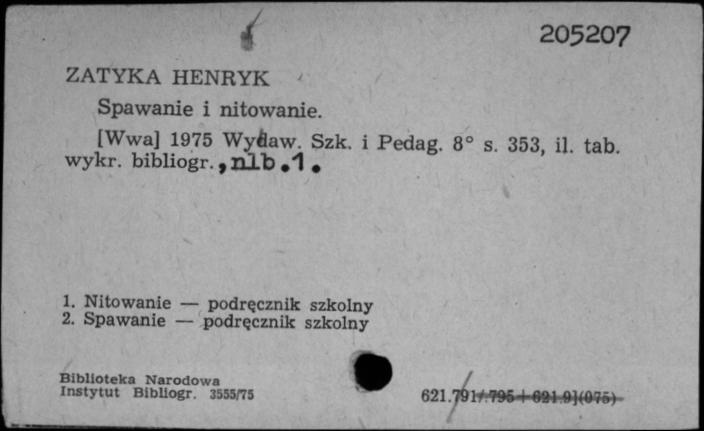 205207
ZATYKA HENRYK
Spawanie i nitowanie.
[Wwa] 1975 Wydaw. Szk. i Pedag. 8° s. 353, il. tab.
wykr. bibliogr., nlb.1.
1. Nitowanie — podręcznik szkolny
2. Spawanie — podręcznik szkolny
Biblioteka Narodowa
Instytut Bibliogr. 3555/75
621.791/.795+621.9](075)